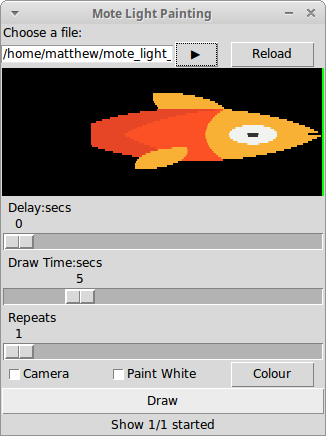 Mote Light Painting
Choose a file:
/home/matthew/mote_light_
Reload
Delay:secs
0
Draw Time:secs
5
Repeats
1
Camera
Paint White
Colour
Draw
Show 1/1 started